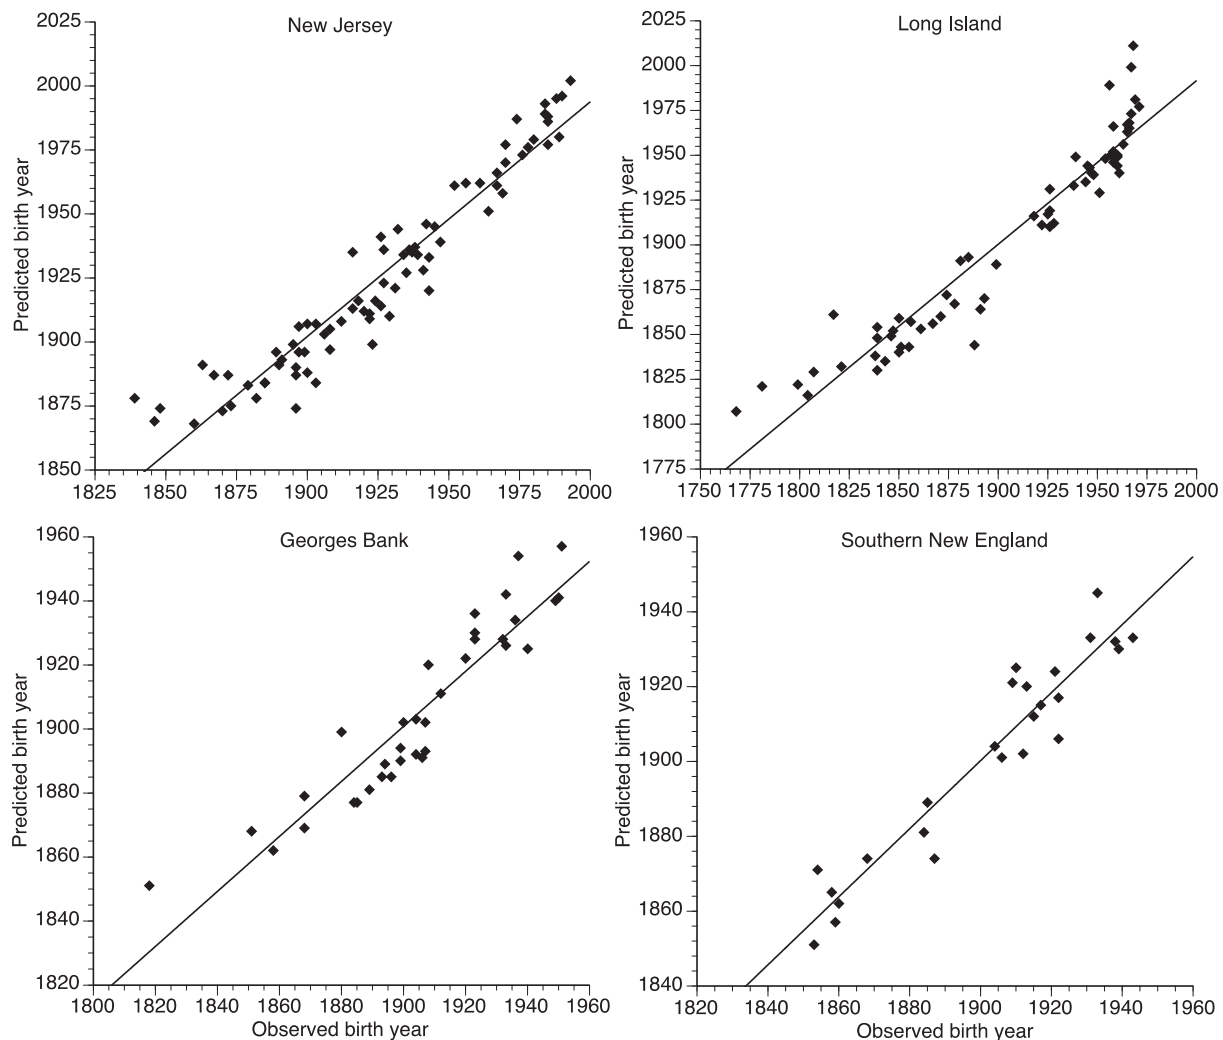 New Jersey
Predicted birth year
2025
2000
1975
1950
1925
1900
1875
1850
1825 1850 1875 1900 1925 1950 1975 2000
Long Island
Predicted birth year
2025
2000
1975
1950
1925
1900
1875
1850
1825
1800
1775
1750 1775 1800 1825 1850 1875 1900 1925 1950 1975 2000
Georges Bank
Predicted birth year
1960
1940
1920
1900
1880
1860
1840
1820
1800 1820 1840 1860 1880 1900 1920 1940 1960
Observed birth year
Southern New England
Predicted birth year
1960
1940
1920
1900
1880
1860
1840
1820 1840 1860 1880 1900 1920 1940 1960
Observed birth year